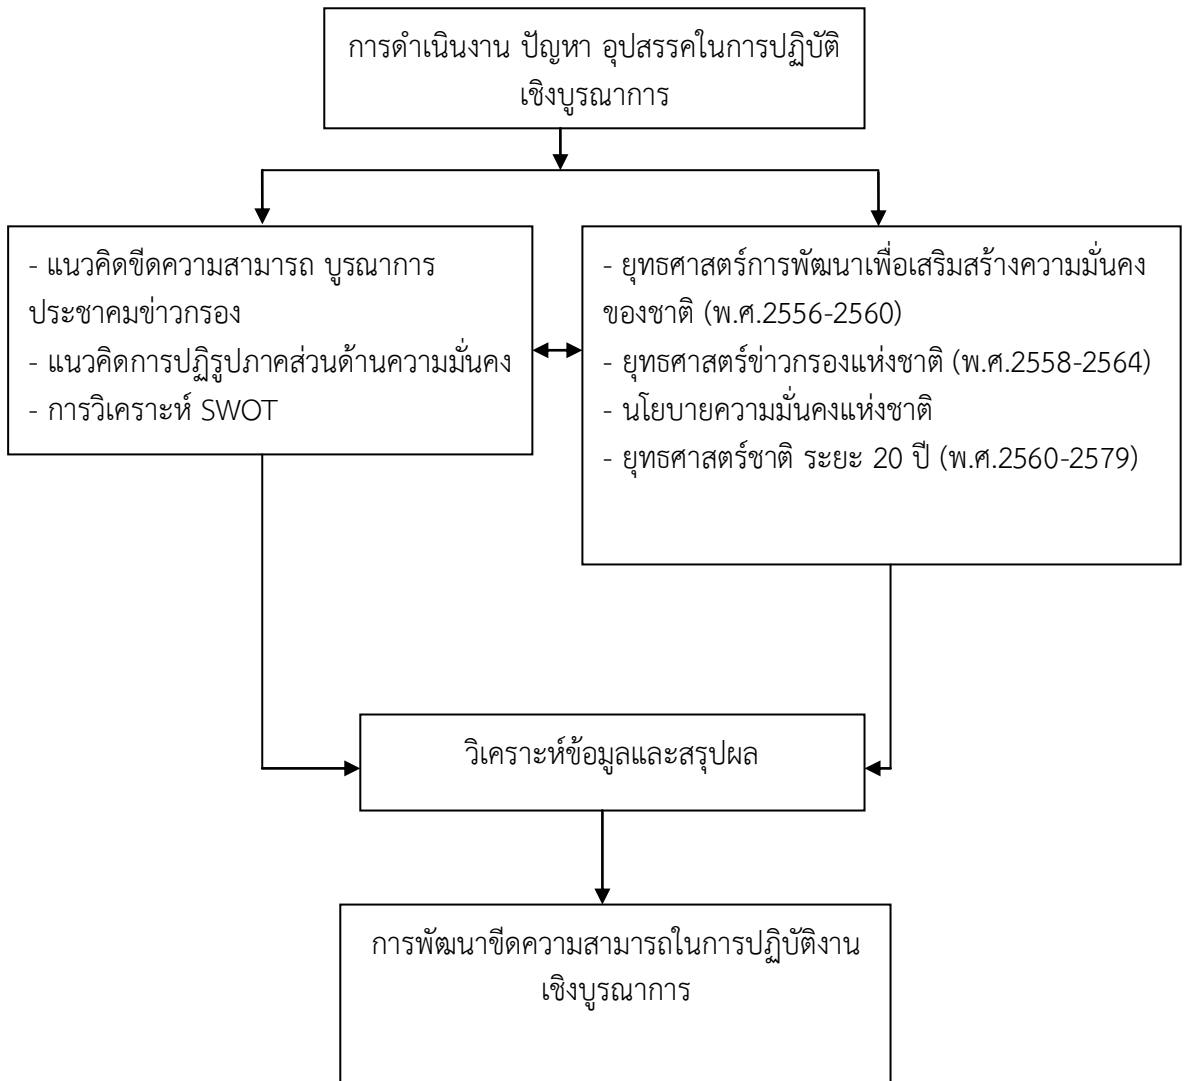 การดำเนินงาน ปัญหา อุปสรรคในการปฏิบัติ
เชิงบูรณาการ
- แนวคิดขีดความสามารถ บูรณาการ
ประชาคมข่าวกรอง
- แนวคิดการปฏิรูปภาคส่วนด้านความมั่นคง
- การวิเคราะห์ SWOT
- ยุทธศาสตร์การพัฒนาเพื่อเสริมสร้างความมั่นคง
ของชาติ (พ.ศ.2556-2560)
- ยุทธศาสตร์ข่าวกรองแห่งชาติ (พ.ศ.2558-2564)
- นโยบายความมั่นคงแห่งชาติ
- ยุทธศาสตร์ชาติ ระยะ 20 ปี (พ.ศ.2560-2579)
วิเคราะห์ข้อมูลและสรุปผล
การพัฒนาขีดความสามารถในการปฏิบัติงาน
เชิงบูรณาการ